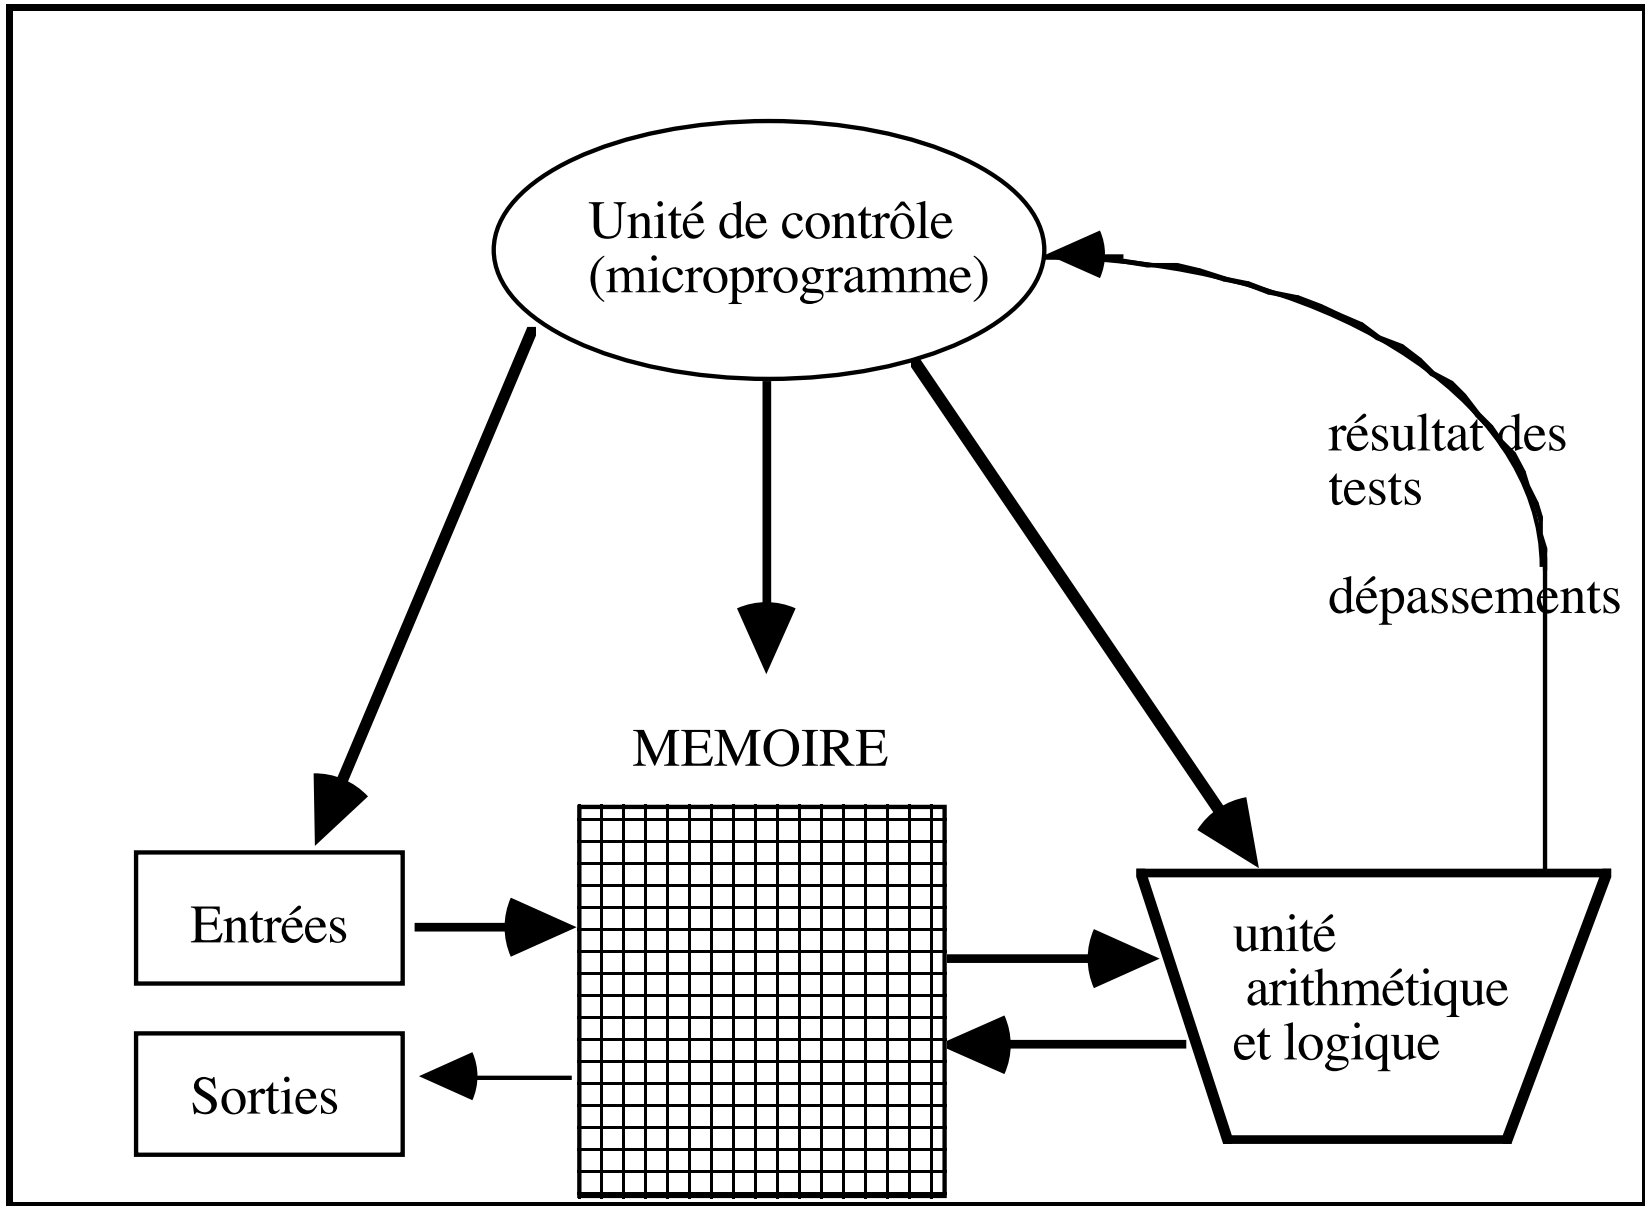 Unité de contrôle
(microprogramme)
résultat des
tests
dépassements
MEMOIRE
Entrées
Sorties
unité
arithmétique
et logique